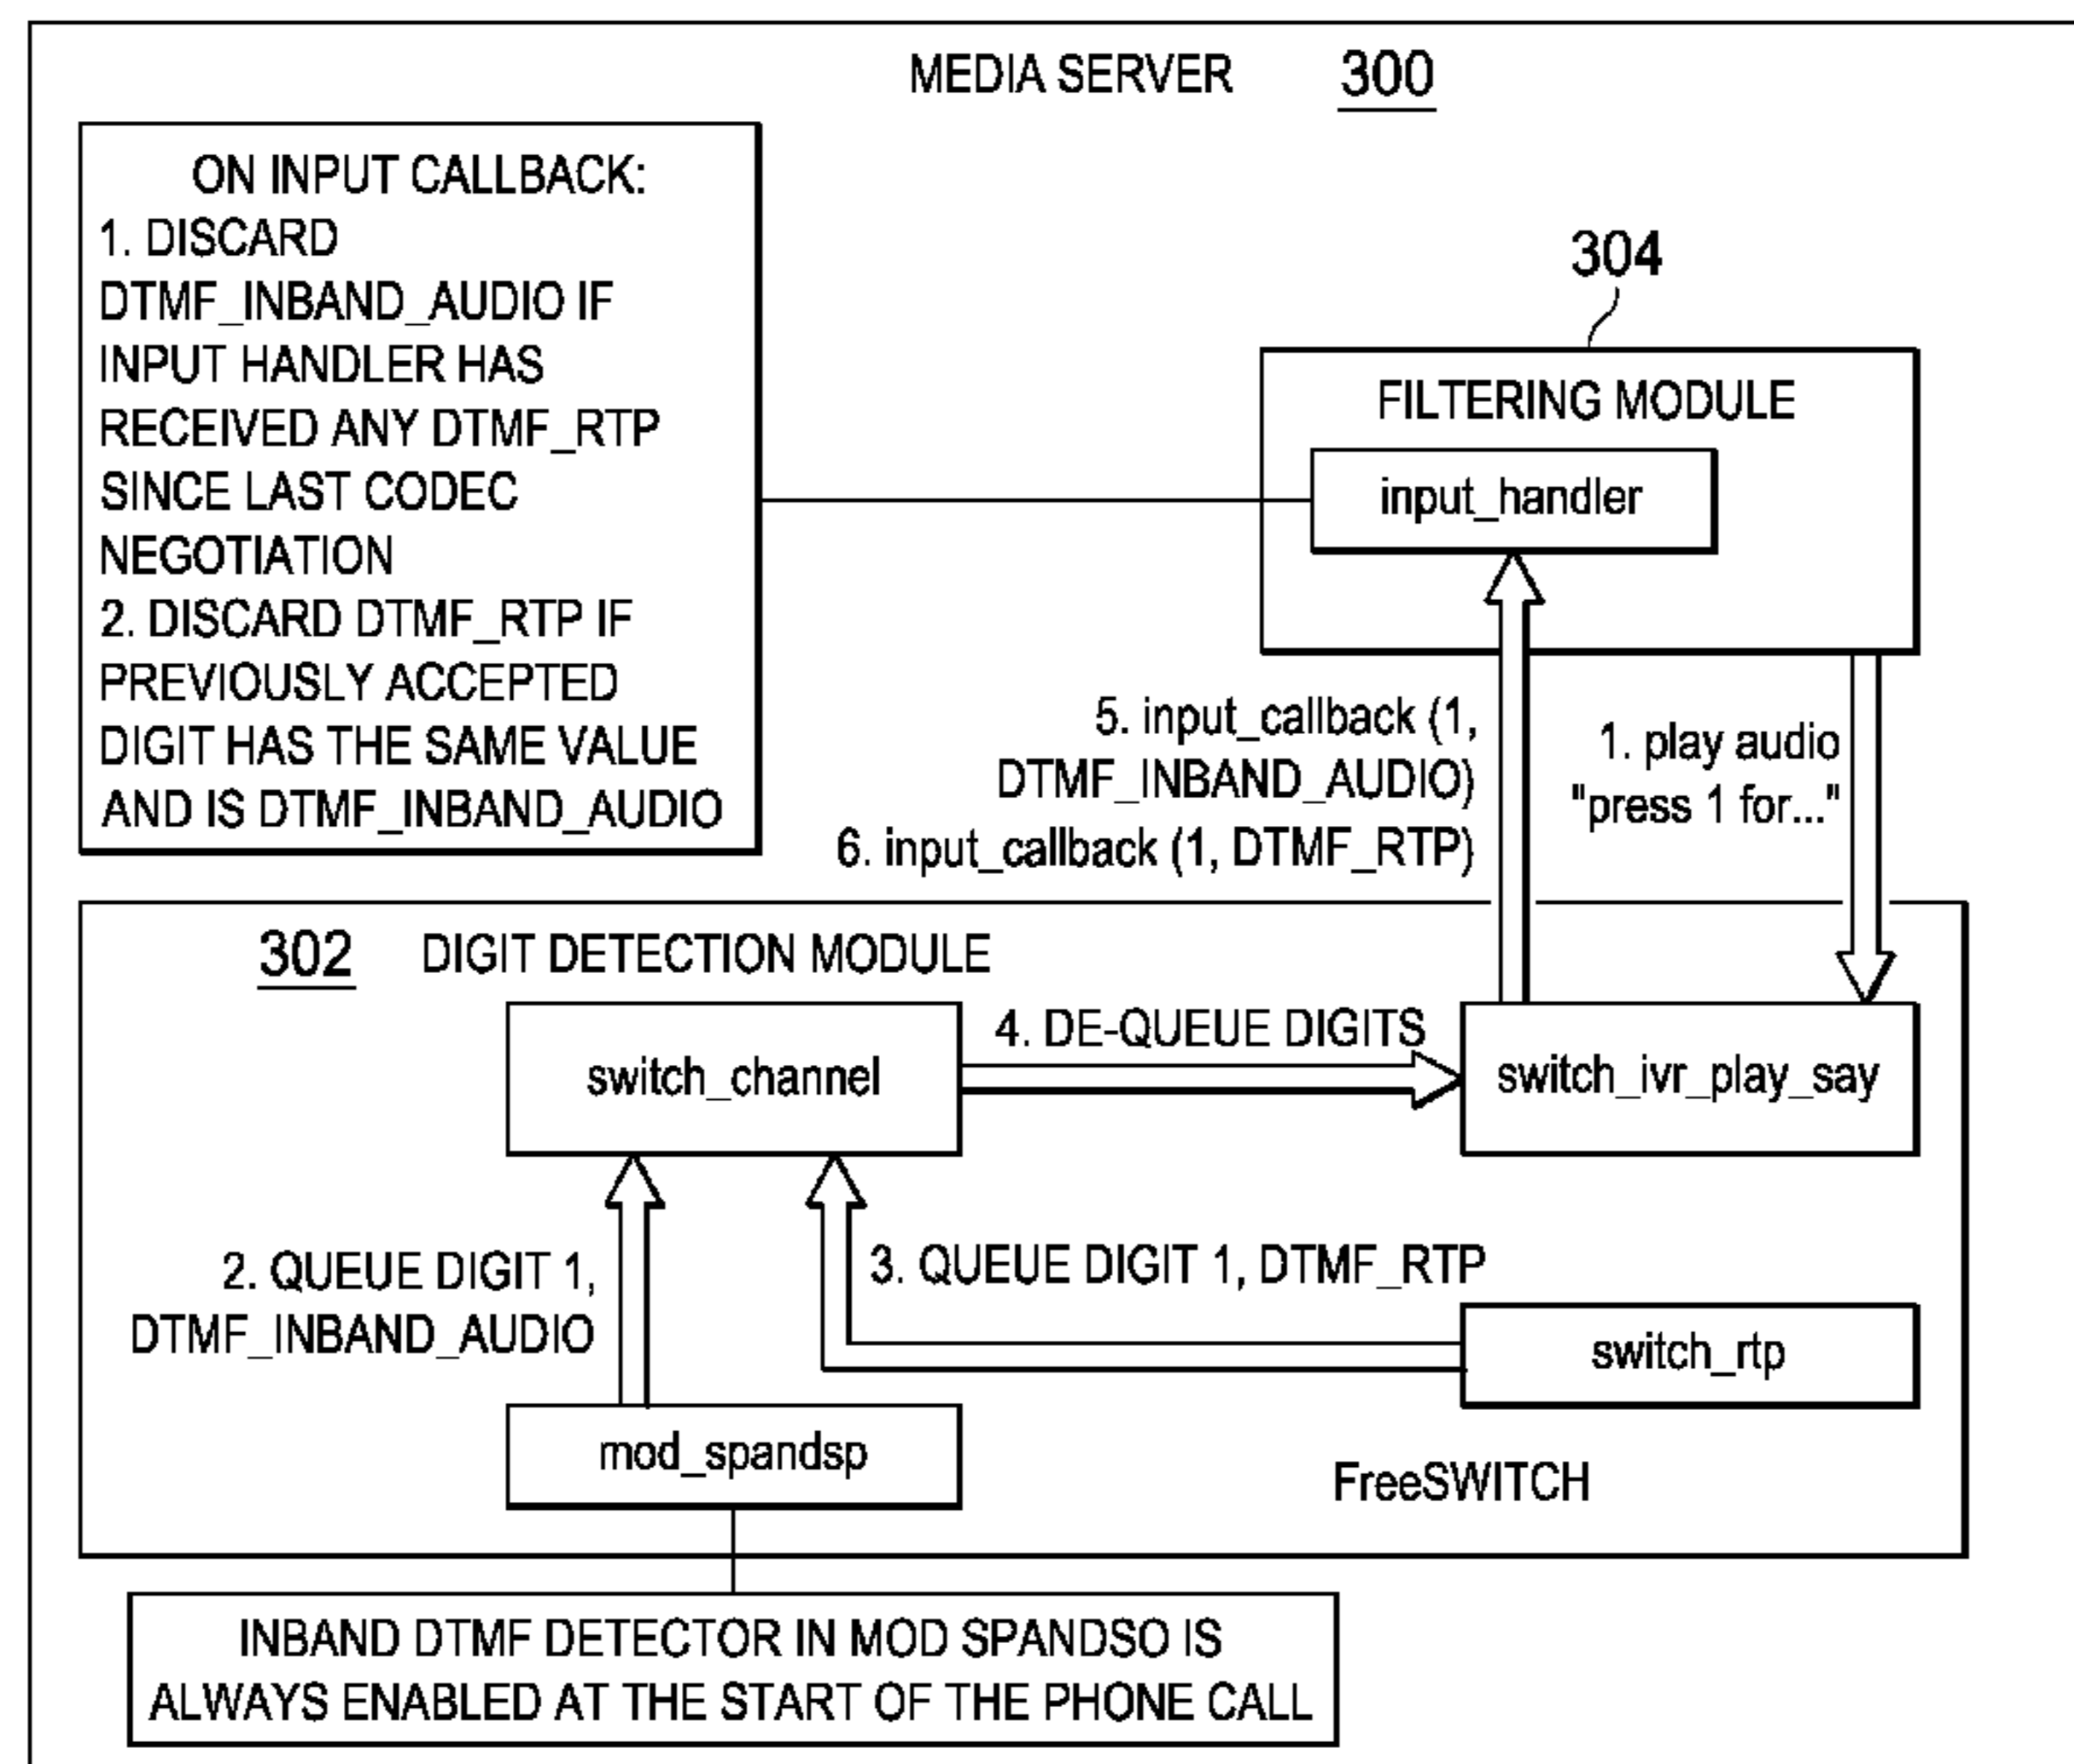 MEDIA SERVER 300
ON INPUT CALLBACK:
1. DISCARD
DTMF_INBAND_AUDIO IF
INPUT HANDLER HAS
RECEIVED ANY DTMF_RTP
SINCE LAST CODEC
NEGOTIATION
2. DISCARD DTMF_RTP IF
PREVIOUSLY ACCEPTED
DIGIT HAS THE SAME VALUE
AND IS DTMF_INBAND_AUDIO
304
FILTERING MODULE
input_handler
5. input_callback (1,
DTMF_INBAND_AUDIO)
6. input_callback (1, DTMF_RTP)
1. play audio
"press 1 for..."
302 DIGIT DETECTION MODULE
switch_channel
4. DE-QUEUE DIGITS
switch_ivr_play_say
2. QUEUE DIGIT 1,
DTMF_INBAND_AUDIO
3. QUEUE DIGIT 1, DTMF_RTP
switch_rtp
mod_spandsp
FreeSWITCH
INBAND DTMF DETECTOR IN MOD SPANDSO IS
ALWAYS ENABLED AT THE START OF THE PHONE CALL